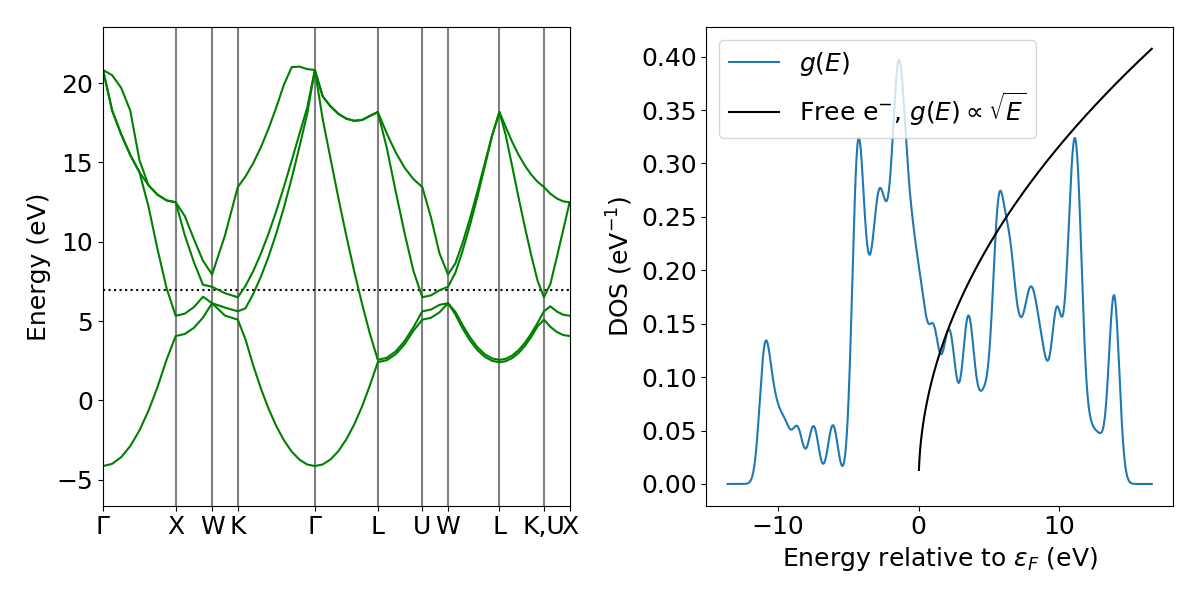 Energy (eV)
20
15
10
5
0
−5
Γ X W K Γ L U W L K,U X
DOS (eV⁻¹)
0.40
0.35
0.30
0.25
0.20
0.15
0.10
0.05
0.00
g(E)
Free e⁻, g(E) ∝ √E
−10 0 10
Energy relative to ε_F (eV)